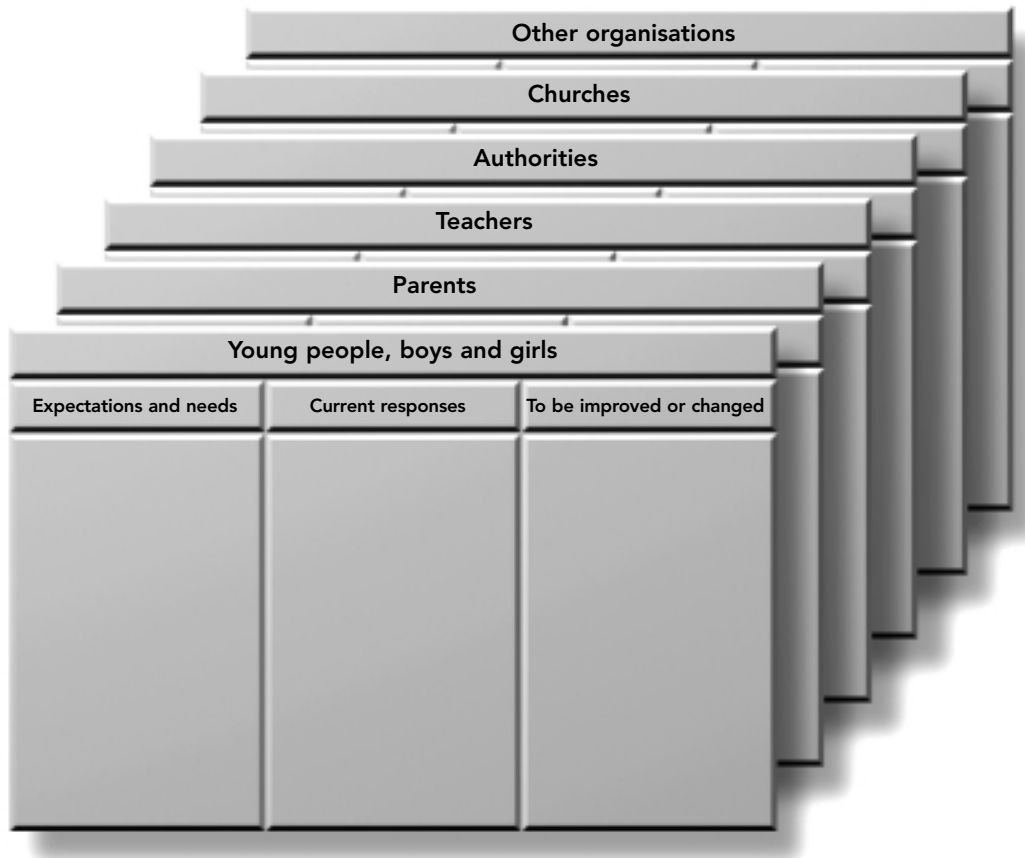 Other organisations
Churches
Authorities
Teachers
Parents
Young people, boys and girls
Expectations and needs
Current responses
To be improved or changed